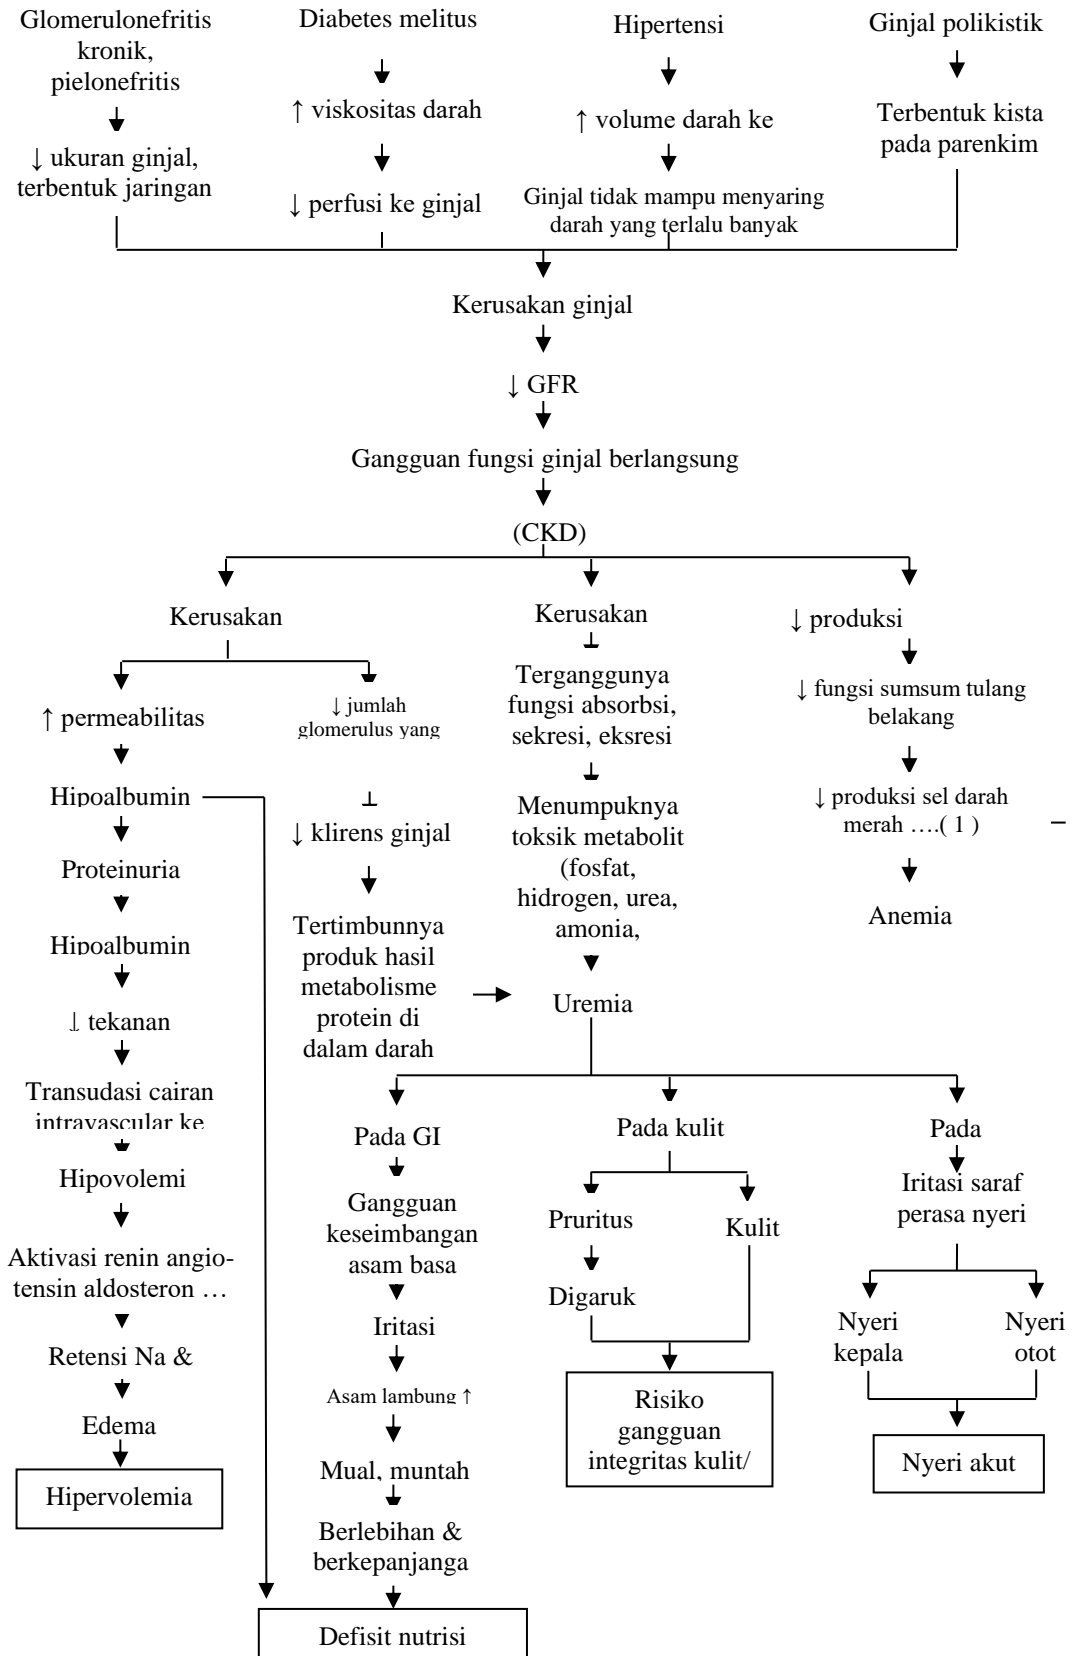 Glomerulonefritis
kronik,
pielonefritis
↓ ukuran ginjal,
terbentuk jaringan
Diabetes melitus
↑ viskositas darah
↓ perfusi ke ginjal
Hipertensi
↑ volume darah ke
Ginjal tidak mampu menyaring
darah yang terlalu banyak
Ginjal polikistik
Terbentuk kista
pada parenkim
Kerusakan ginjal
↓ GFR
Gangguan fungsi ginjal berlangsung
(CKD)
Kerusakan
↑ permeabilitas
Hipoalbumin
Proteinuria
Hipoalbumin
↓ tekanan
Transudasi cairan
intravascular ke
Hipovolemi
Aktivasi renin angio-
tensin aldosteron …
Retensi Na &
Edema
Hipervolemia
↓ jumlah
glomerulus yang
↓ klirens ginjal
Tertimbunnya
produk hasil
metabolisme
protein di
dalam darah
Kerusakan
Terganggunya
fungsi absorbsi,
sekresi, eksresi
Menumpuknya
toksik metabolit
(fosfat,
hidrogen, urea,
amonia,
Uremia
↓ produksi
↓ fungsi sumsum tulang
belakang
↓ produksi sel darah
merah ….( 1 )
Anemia
Pada GI
Gangguan
keseimbangan
asam basa
Iritasi
Asam lambung ↑
Mual, muntah
Berlebihan &
berkepanjanga
Defisit nutrisi
Pada kulit
Pruritus
Digaruk
Kulit
Risiko
gangguan
integritas kulit/
Pada
Iritasi saraf
perasa nyeri
Nyeri
kepala
Nyeri
otot
Nyeri akut